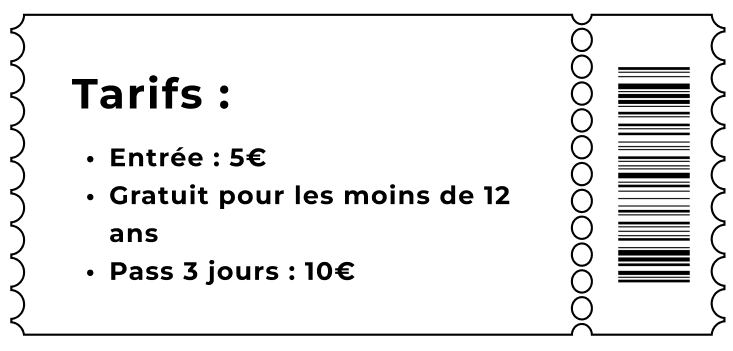 Tarifs :
• Entrée : 5€
• Gratuit pour les moins de 12
ans
• Pass 3 jours : 10€